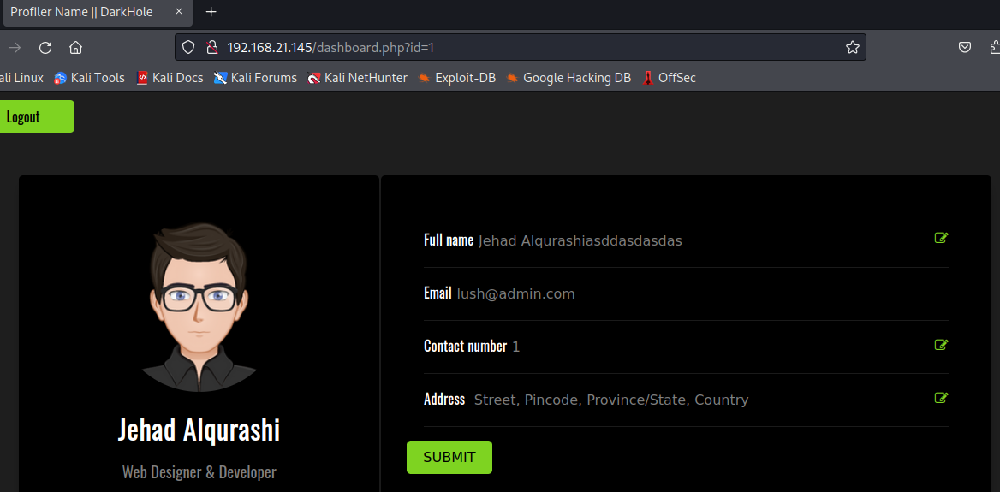 Profiler Name || DarkHole
192.168.21.145/dashboard.php?id=1
ali Linux Kali Tools Kali Docs Kali Forums Kali NetHunter Exploit-DB Google Hacking DB OffSec
Logout
Full name Jehad Alqurashiasddasdasdas
Email lush@admin.com
Contact number 1
Address Street, Pincode, Province/State, Country
SUBMIT
Jehad Alqurashi
Web Designer & Developer